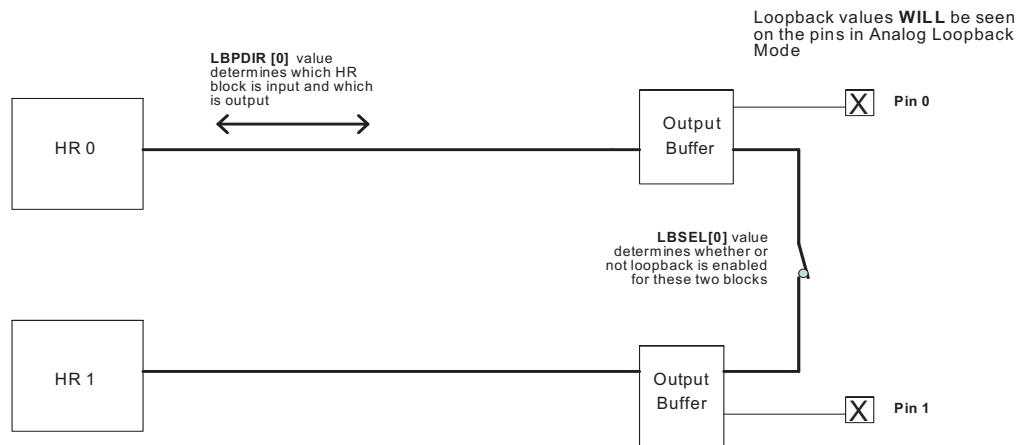 Loopback values WILL be seen
on the pins in Analog Loopback
Mode
LBPDIR [0] value
determines which HR
block is input and which
is output
HR 0
Output
Buffer
X
Pin 0
LBSEL[0] value
determines whether or
not loopback is enabled
for these two blocks
HR 1
Output
Buffer
X
Pin 1